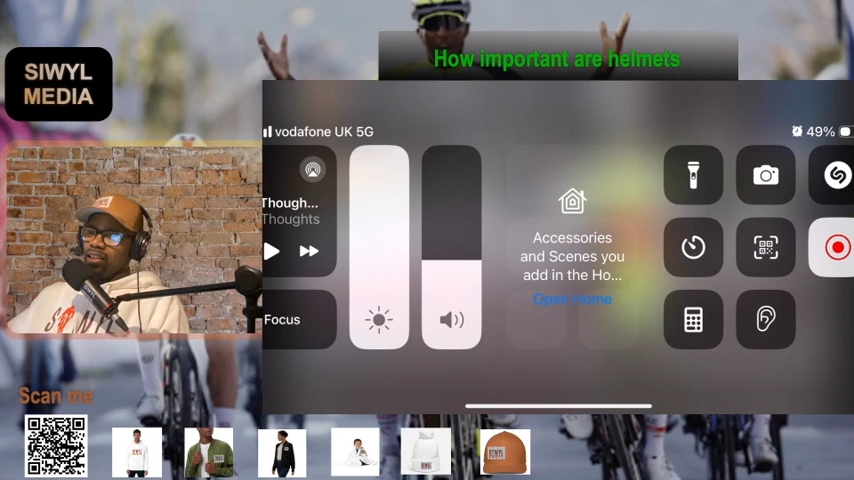 How important are helmets
SIWYL
MEDIA
vodafone UK 5G
49%
Though...
Thoughts
Accessories
and Scenes you
add in the Ho...
Open Home
Focus
Scan me